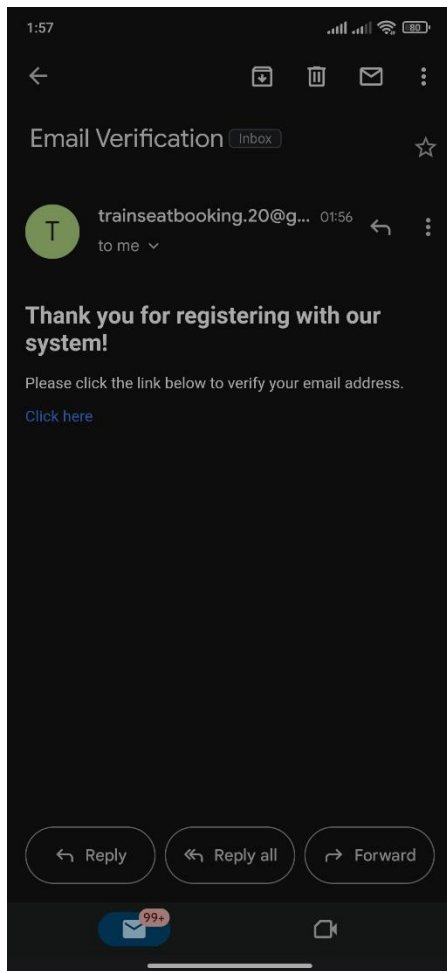 1:57
80
Email Verification Inbox
T
trainseatbooking.20@g... 01:56
to me
Thank you for registering with our
system!
Please click the link below to verify your email address.
Click here
Reply Reply all Forward
99+